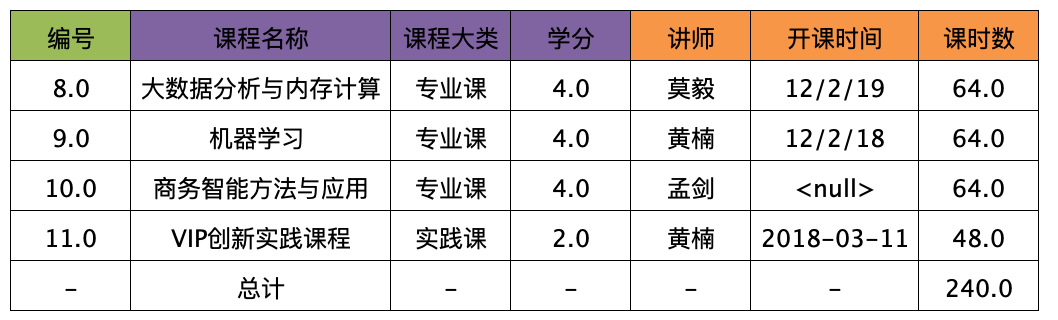 编号 课程名称 课程大类 学分 讲师 开课时间 课时数
8.0 大数据分析与内存计算 专业课 4.0 莫毅 12/2/19 64.0
9.0 机器学习 专业课 4.0 黄楠 12/2/18 64.0
10.0 商务智能方法与应用 专业课 4.0 孟剑 <null> 64.0
11.0 VIP创新实践课程 实践课 2.0 黄楠 2018-03-11 48.0
– 总计 – – – – 240.0